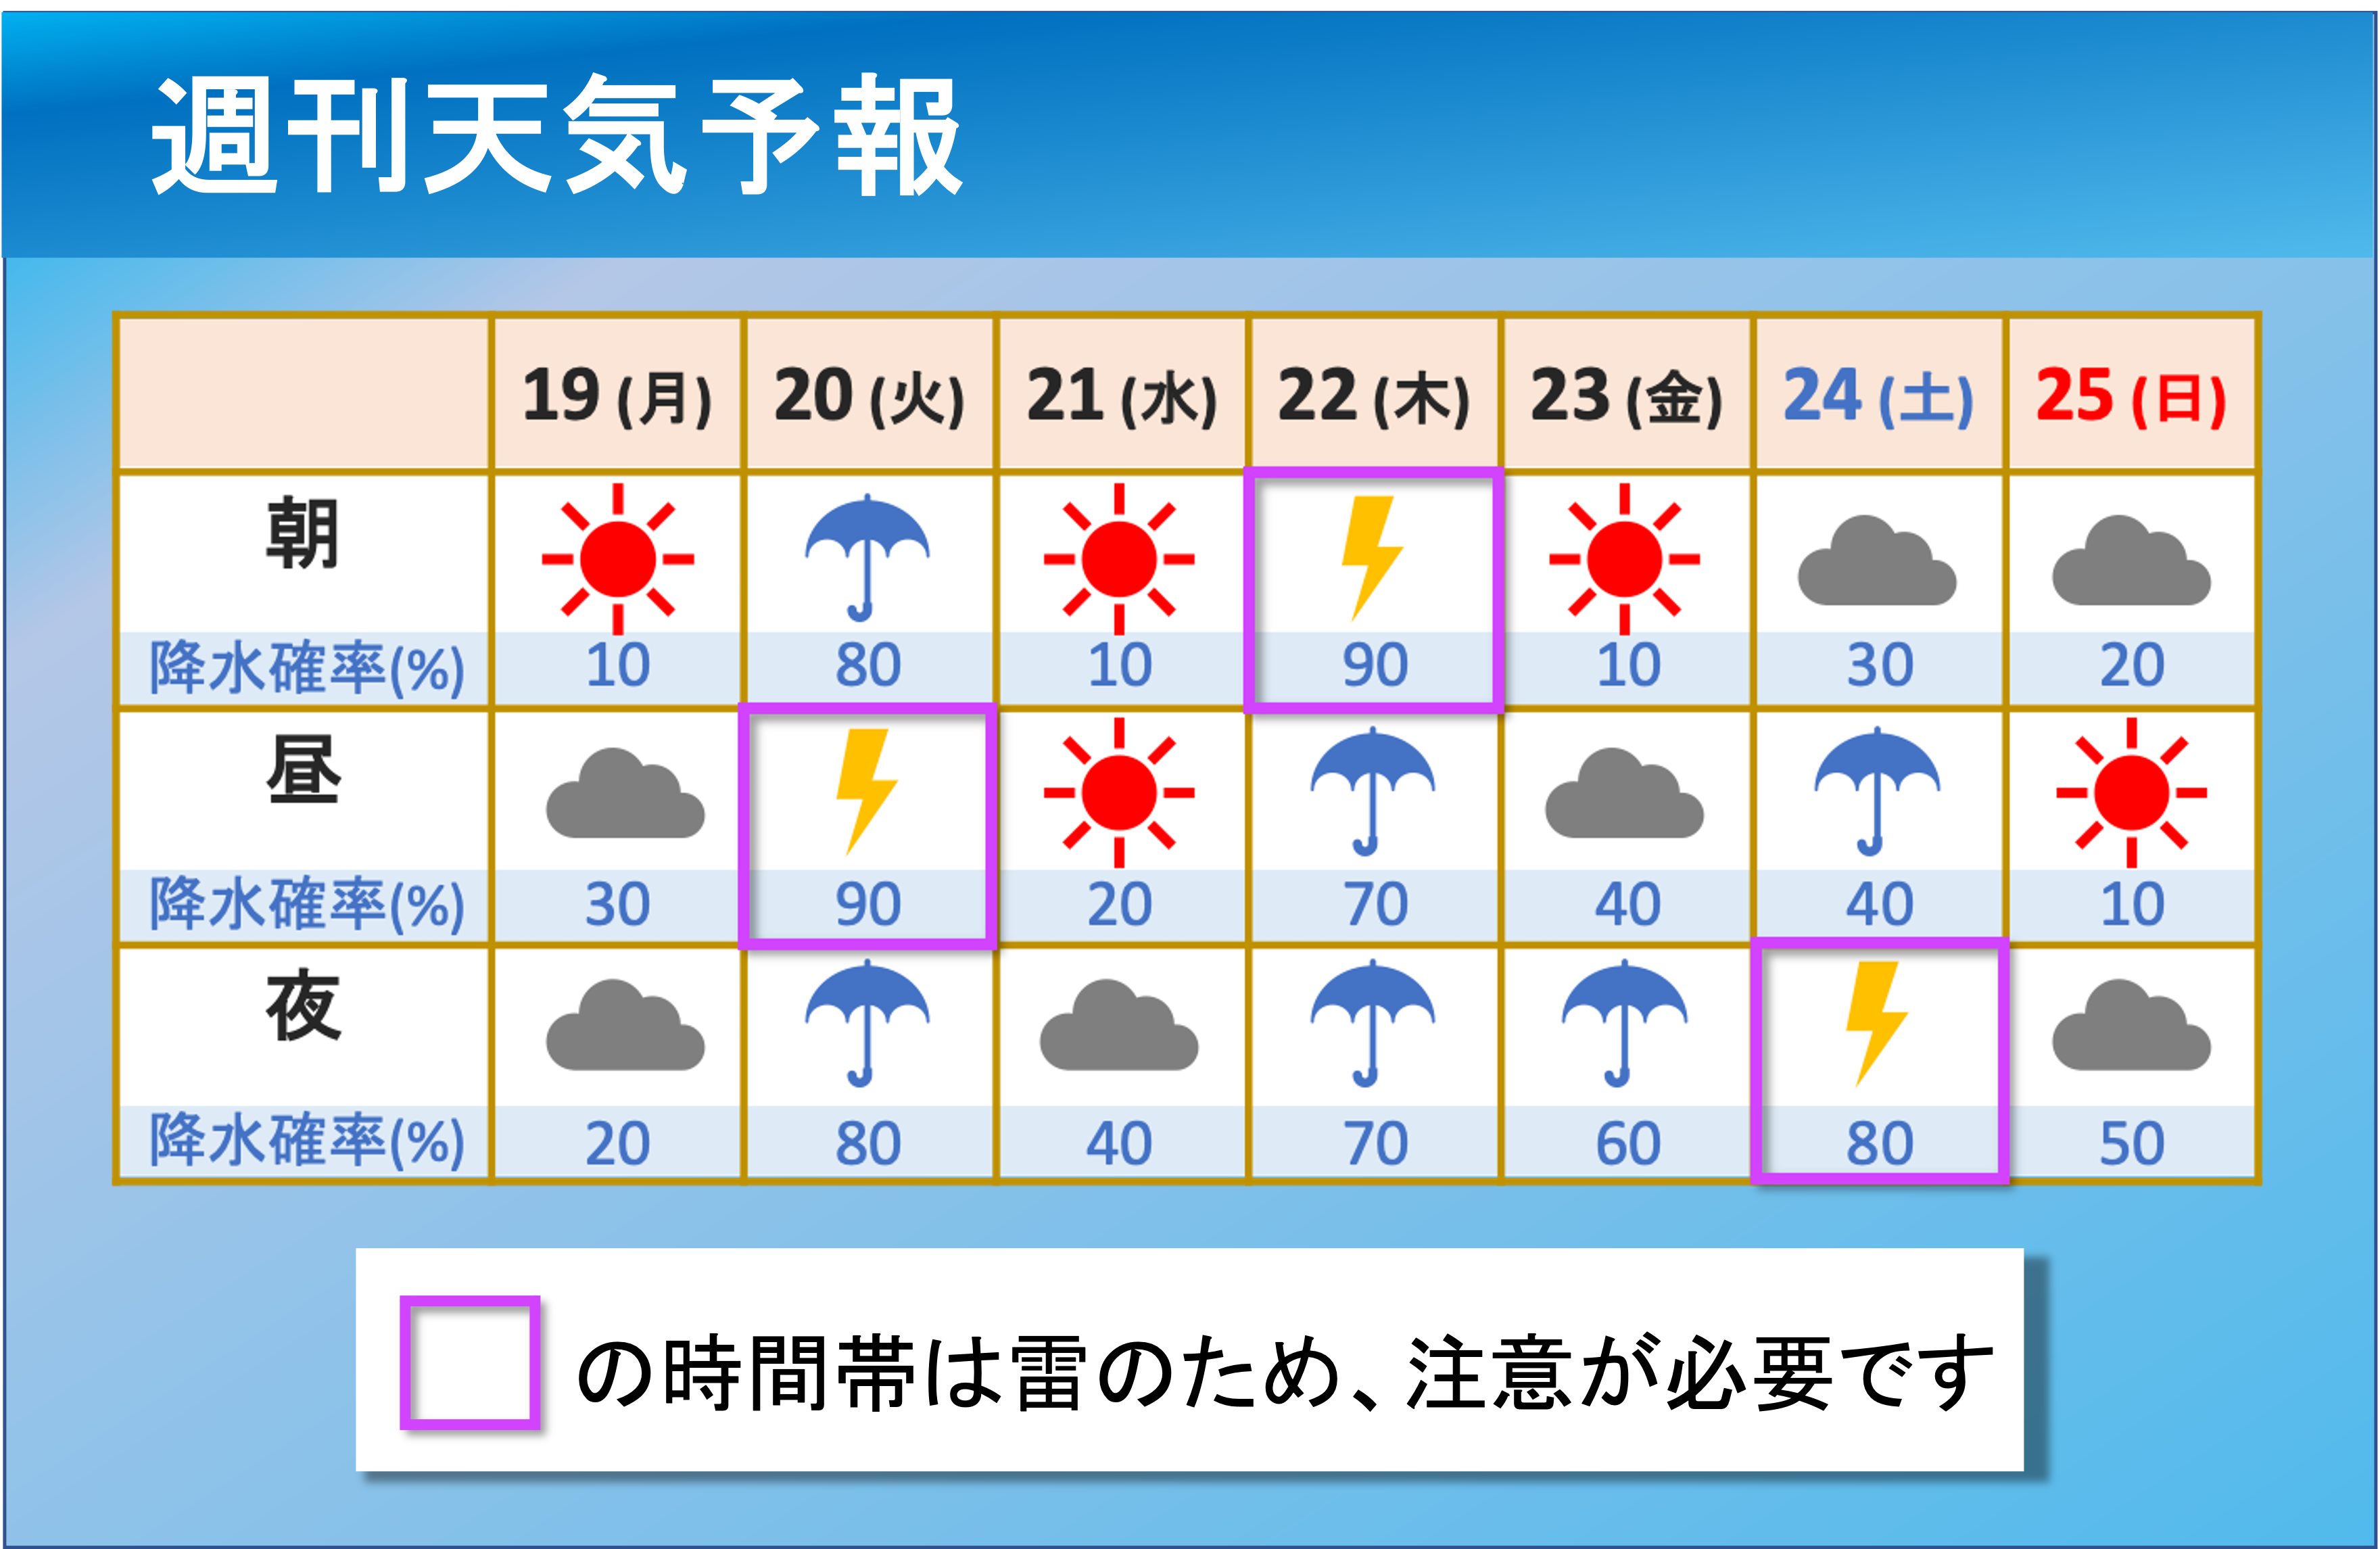 週刊天気予報
19 (月) 20 (火) 21 (水) 22 (木) 23 (金) 24 (土) 25 (日)
朝
降水確率(%) 10 80 10 90 10 30 20
昼
降水確率(%) 30 90 20 70 40 40 10
夜
降水確率(%) 20 80 40 70 60 80 50
の時間帯は雷のため、注意が必要です